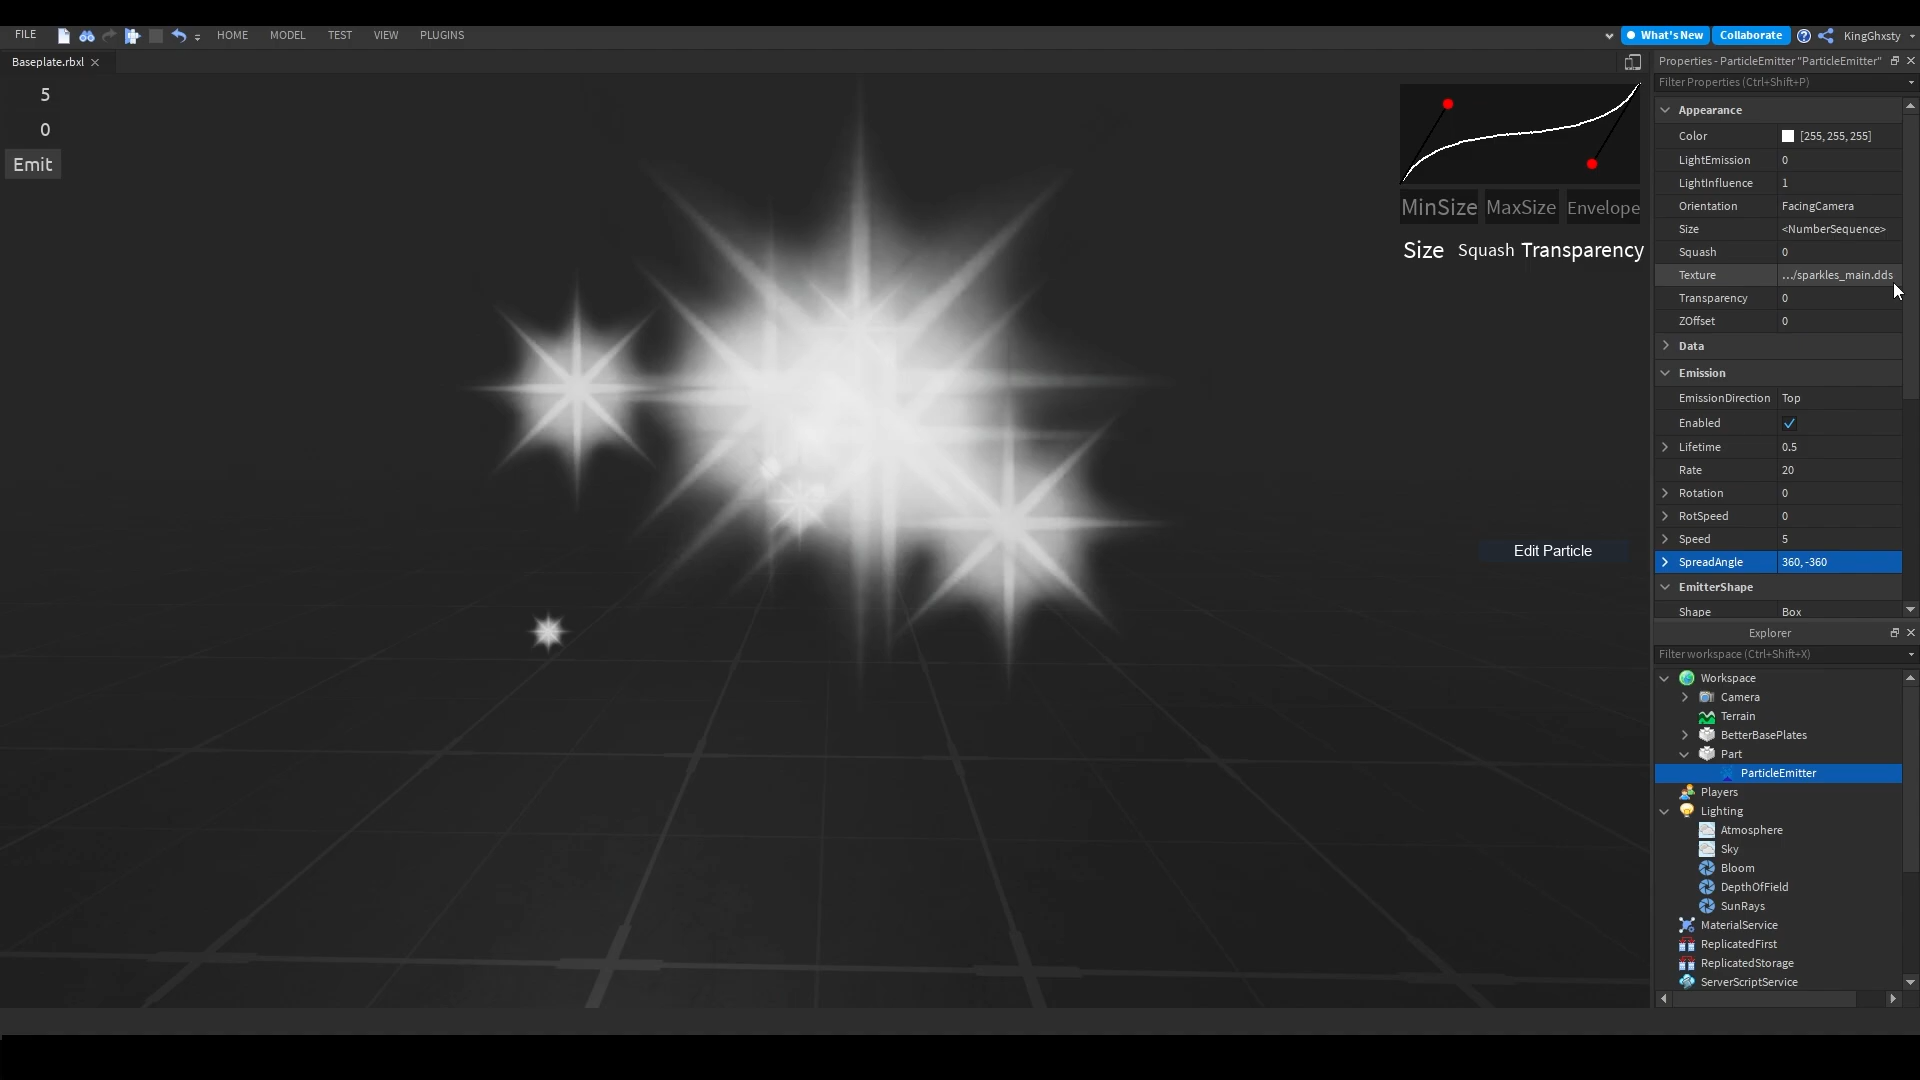 FILE HOME MODEL TEST VIEW PLUGINS What's New Collaborate KingGhxsty
Baseplate.rbxl
5
0
Emit
MinSize MaxSize Envelope
Size Squash Transparency
Edit Particle
Properties - ParticleEmitter "ParticleEmitter"
Filter Properties (Ctrl+Shift+P)
Appearance
Color [255, 255, 255]
LightEmission 0
LightInfluence 1
Orientation FacingCamera
Size <NumberSequence>
Squash 0
Texture .../sparkles_main.dds
Transparency 0
ZOffset 0
Data
Emission
EmissionDirection Top
Enabled
Lifetime 0.5
Rate 20
Rotation 0
RotSpeed 0
Speed 5
SpreadAngle 360, -360
EmitterShape
Shape Box
Explorer
Filter workspace (Ctrl+Shift+X)
Workspace
Camera
Terrain
BetterBasePlates
Part
ParticleEmitter
Players
Lighting
Atmosphere
Sky
Bloom
DepthOfField
SunRays
MaterialService
ReplicatedFirst
ReplicatedStorage
ServerScriptService